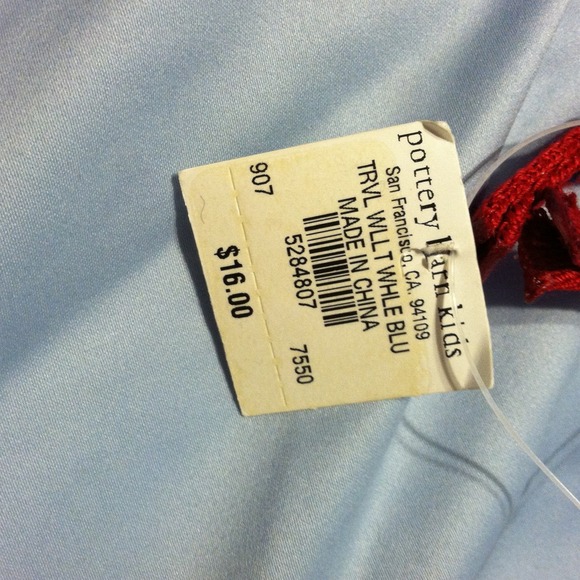 pottery barn kids
San Francisco, CA. 94109
TRVL WLLT WHLE BLU
MADE IN CHINA
5284807 7550
907
$16.00